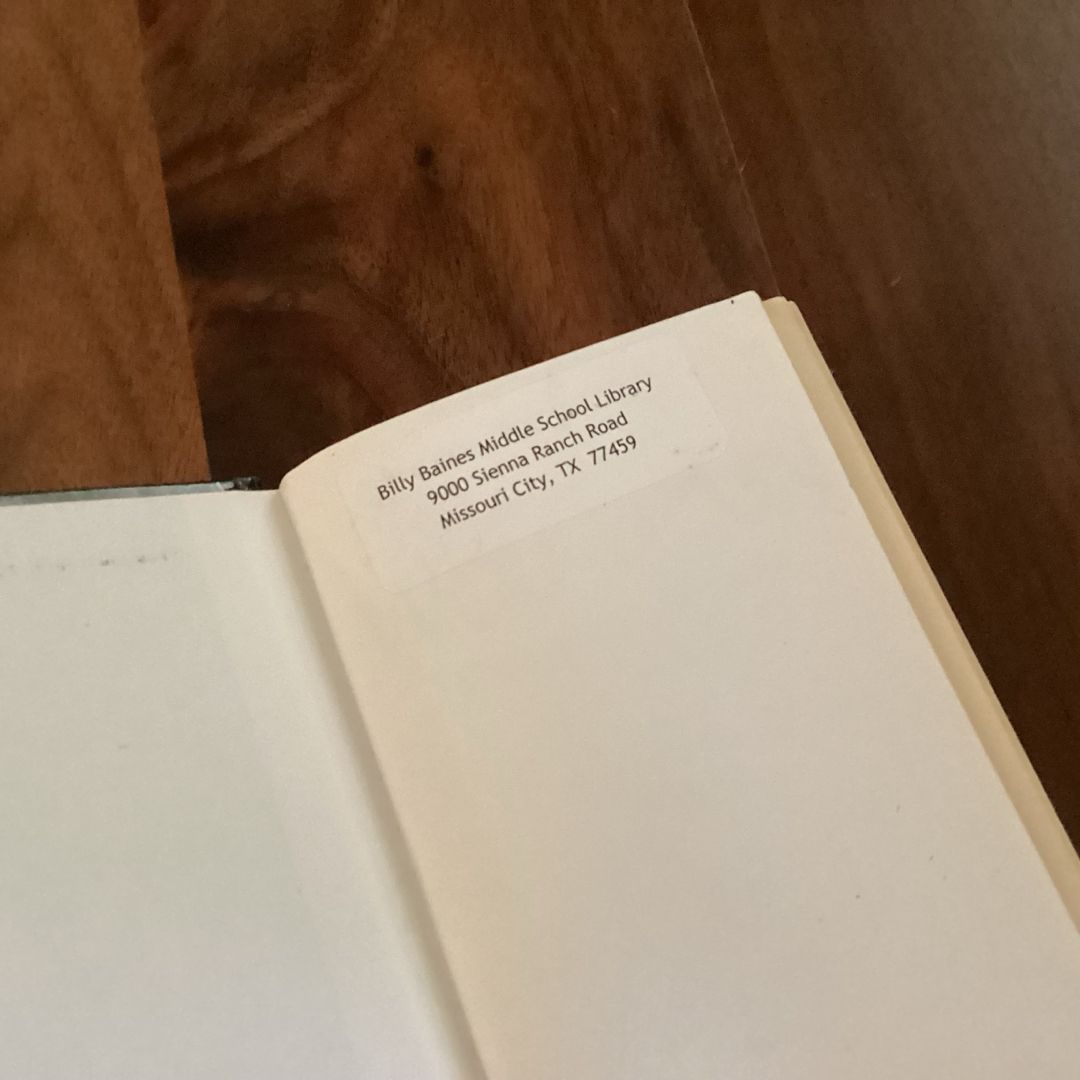 Billy Baines Middle School Library
9000 Sienna Ranch Road
Missouri City, TX 77459